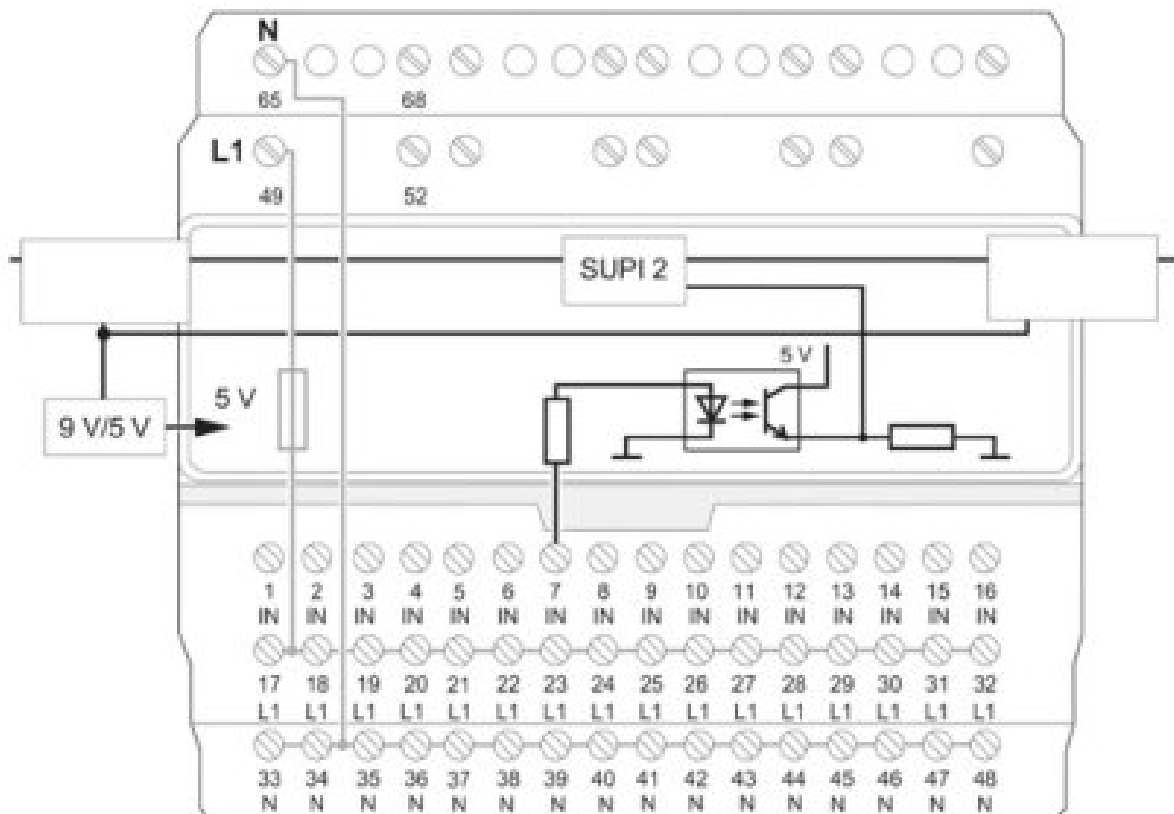 N
65 68
L1
49 52
SUPI 2
5 V
5 V
9 V/5 V
1 2 3 4 5 6 7 8 9 10 11 12 13 14 15 16
IN IN IN IN IN IN IN IN IN IN IN IN IN IN IN IN
17 18 19 20 21 22 23 24 25 26 27 28 29 30 31 32
L1 L1 L1 L1 L1 L1 L1 L1 L1 L1 L1 L1 L1 L1 L1 L1
33 34 35 36 37 38 39 40 41 42 43 44 45 46 47 48
N N N N N N N N N N N N N N N N